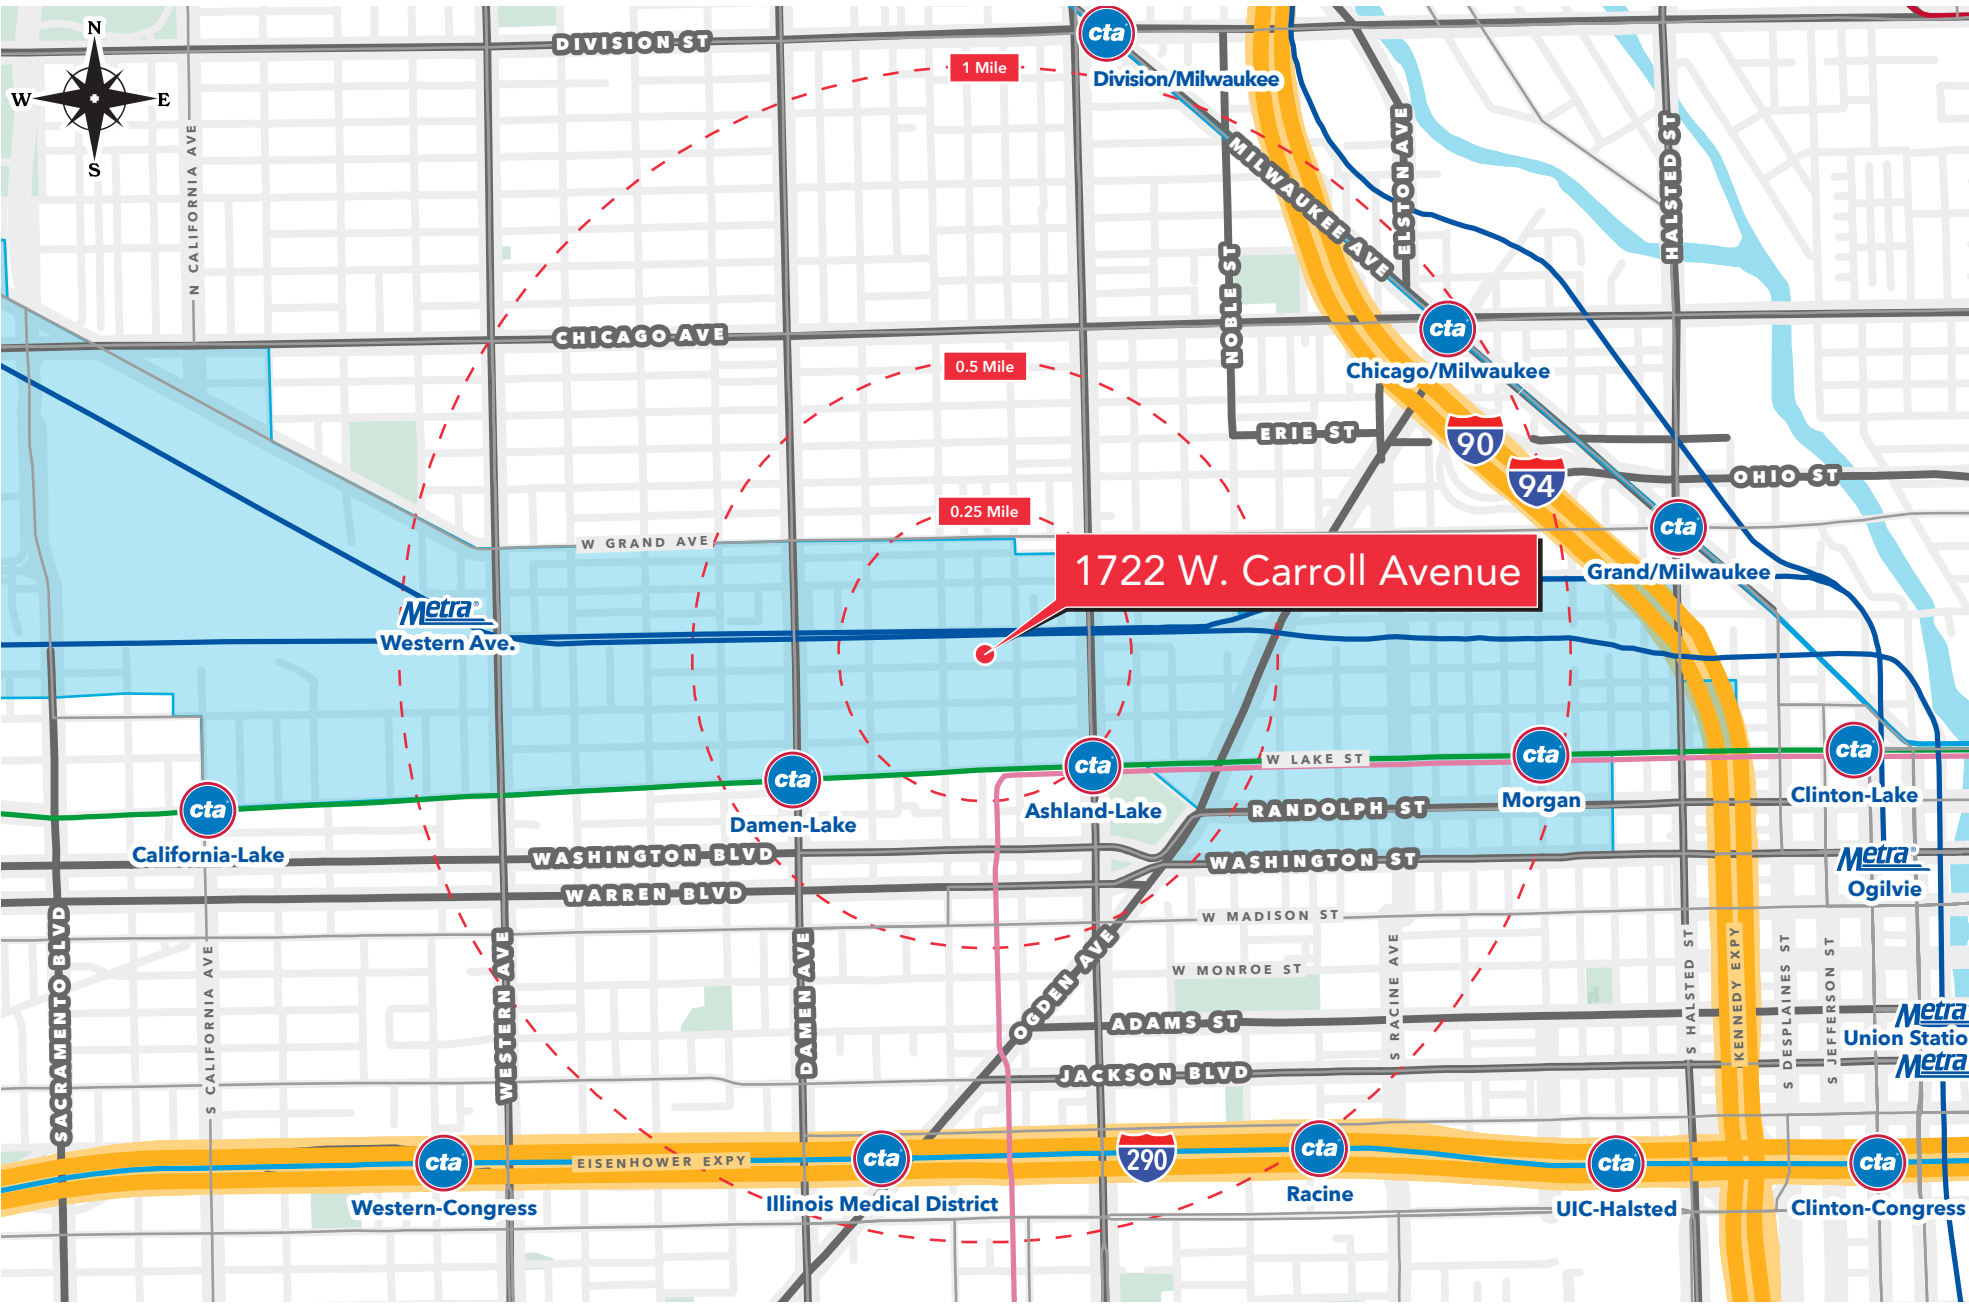 N
W
E
S
DIVISION ST
1 Mile
cta
Division/Milwaukee
N CALIFORNIA AVE
MILWAUKEE AVE
ELSTON AVE
HALSTED ST
NOBLE ST
CHICAGO AVE
cta
Chicago/Milwaukee
0.5 Mile
ERIE ST
90
94
OHIO ST
0.25 Mile
cta
Grand/Milwaukee
W GRAND AVE
1722 W. Carroll Avenue
Metra
Western Ave.
W LAKE ST
cta
California-Lake
cta
Damen-Lake
cta
Ashland-Lake
cta
Morgan
cta
Clinton-Lake
RANDOLPH ST
WASHINGTON BLVD
WASHINGTON ST
Metra
Ogilvie
WARREN BLVD
W MADISON ST
SACRAMENTO BLVD
S CALIFORNIA AVE
WESTERN AVE
DAMEN AVE
OGDEN AVE
W MONROE ST
S RACINE AVE
S HALSTED ST
KENNEDY EXPY
S DESPLAINES ST
S JEFFERSON ST
ADAMS ST
Metra
Union Statio
Metra
JACKSON BLVD
EISENHOWER EXPY
290
cta
Western-Congress
cta
Illinois Medical District
cta
Racine
cta
UIC-Halsted
cta
Clinton-Congress